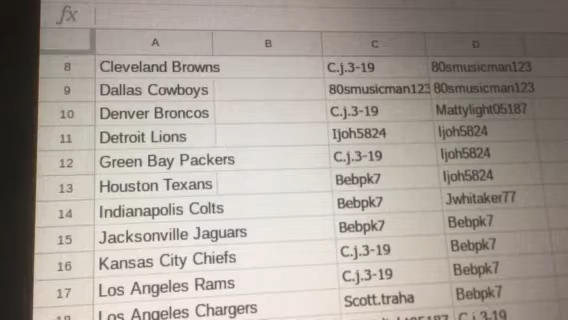 fx
A B C D
8 Cleveland Browns C.j.3-19 80smusicman123
9 Dallas Cowboys 80smusicman123 80smusicman123
10 Denver Broncos C.j.3-19 Mattylight05187
11 Detroit Lions Ijoh5824 Ijoh5824
12 Green Bay Packers C.j.3-19 Ijoh5824
13 Houston Texans Bebpk7 Ijoh5824
14 Indianapolis Colts Bebpk7 Jwhitaker77
15 Jacksonville Jaguars Bebpk7 Bebpk7
16 Kansas City Chiefs C.j.3-19 Bebpk7
17 Los Angeles Rams C.j.3-19 Bebpk7
18 Los Angeles Chargers Scott.traha Bebpk7
C.j.3-19